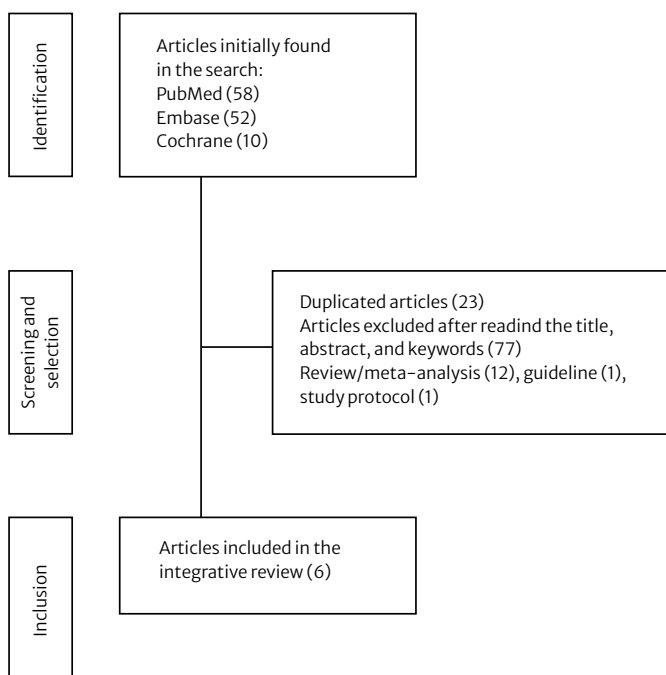 Identification
Articles initially found
in the search:
PubMed (58)
Embase (52)
Cochrane (10)
Screening and
selection
Duplicated articles (23)
Articles excluded after readind the title,
abstract, and keywords (77)
Review/meta-analysis (12), guideline (1),
study protocol (1)
Inclusion
Articles included in the
integrative review (6)